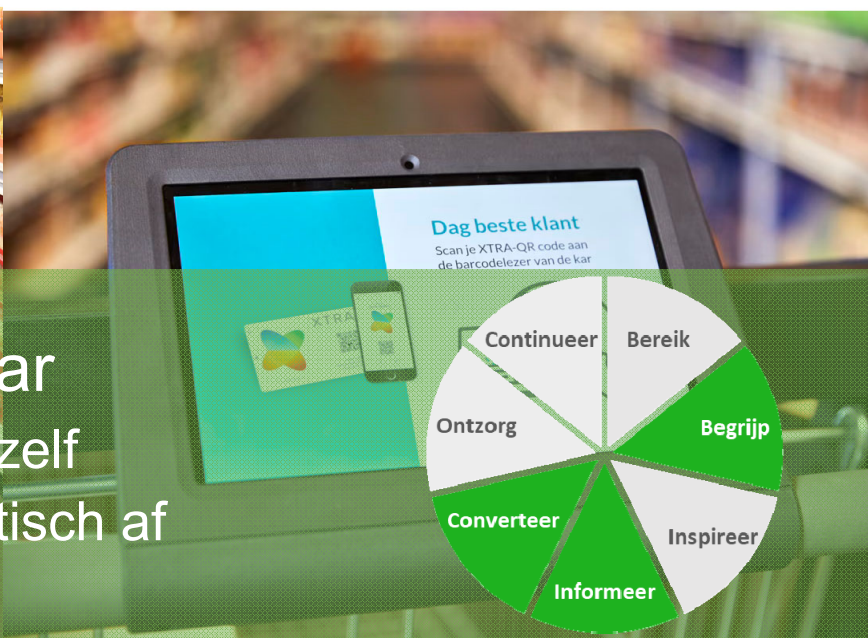 Dag beste klant
Scan je XTRA-QR code aan
de barcodelezer van de kar
XTRA
ar
zelf
tisch af
Continueer
Bereik
Begrijp
Inspireer
Informeer
Converteer
Ontzorg